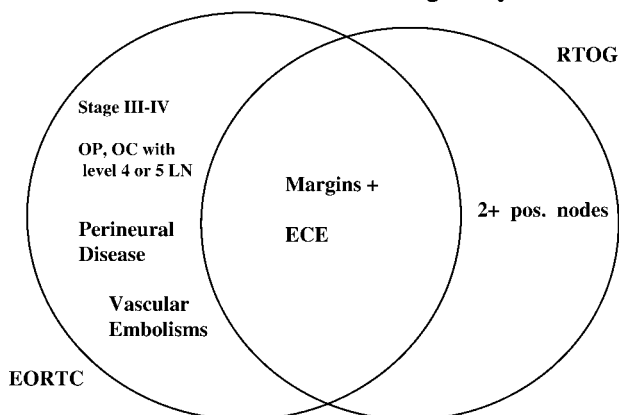 RTOG
Stage III-IV
OP, OC with
level 4 or 5 LN
Margins +
2+ pos. nodes
ECE
Perineural
Disease
Vascular
Embolisms
EORTC